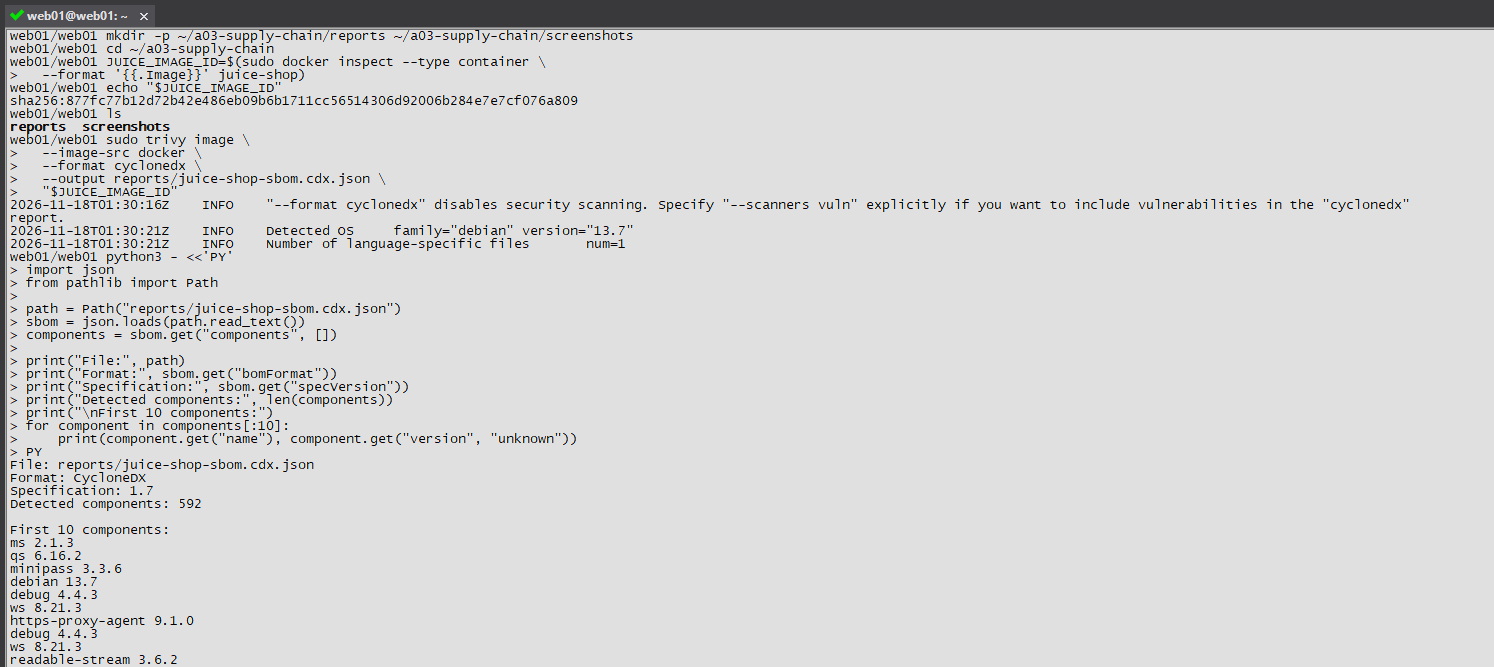 web01@web01: ~ ×
web01/web01 mkdir -p ~/a03-supply-chain/reports ~/a03-supply-chain/screenshots
web01/web01 cd ~/a03-supply-chain
web01/web01 JUICE_IMAGE_ID=$(sudo docker inspect --type container \
>   --format '{{.Image}}' juice-shop)
web01/web01 echo "$JUICE_IMAGE_ID"
sha256:877fc77b12d72b42e486eb09b6b1711cc56514306d92006b284e7e7cf076a809
web01/web01 ls
reports  screenshots
web01/web01 sudo trivy image \
>   --image-src docker \
>   --format cyclonedx \
>   --output reports/juice-shop-sbom.cdx.json \
>   "$JUICE_IMAGE_ID"
2026-11-18T01:30:16Z    INFO    "--format cyclonedx" disables security scanning. Specify "--scanners vuln" explicitly if you want to include vulnerabilities in the "cyclonedx"
report.
2026-11-18T01:30:21Z    INFO    Detected OS     family="debian" version="13.7"
2026-11-18T01:30:21Z    INFO    Number of language-specific files       num=1
web01/web01 python3 - <<'PY'
> import json
> from pathlib import Path
>
> path = Path("reports/juice-shop-sbom.cdx.json")
> sbom = json.loads(path.read_text())
> components = sbom.get("components", [])
>
> print("File:", path)
> print("Format:", sbom.get("bomFormat"))
> print("Specification:", sbom.get("specVersion"))
> print("Detected components:", len(components))
> print("\nFirst 10 components:")
> for component in components[:10]:
>     print(component.get("name"), component.get("version", "unknown"))
> PY
File: reports/juice-shop-sbom.cdx.json
Format: CycloneDX
Specification: 1.7
Detected components: 592

First 10 components:
ms 2.1.3
qs 6.16.2
minipass 3.3.6
debian 13.7
debug 4.4.3
ws 8.21.3
https-proxy-agent 9.1.0
debug 4.4.3
ws 8.21.3
readable-stream 3.6.2